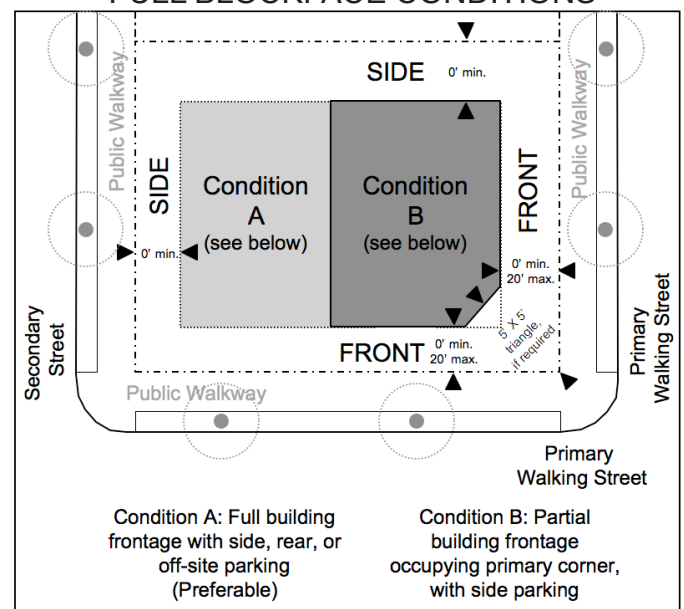 FULL BLOCKFACE CONDITIONS
SIDE 0' min.
Public Walkway
Public Walkway
SIDE
Condition
A
(see below)
Condition
B
(see below)
FRONT
0' min.
0' min.
20' max.
5' X 5'
triangle,
if required
FRONT
0' min.
20' max.
Secondary
Street
Primary
Walking Street
Public Walkway
Primary
Walking Street
Condition A: Full building
frontage with side, rear, or
off-site parking
(Preferable)
Condition B: Partial
building frontage
occupying primary corner,
with side parking